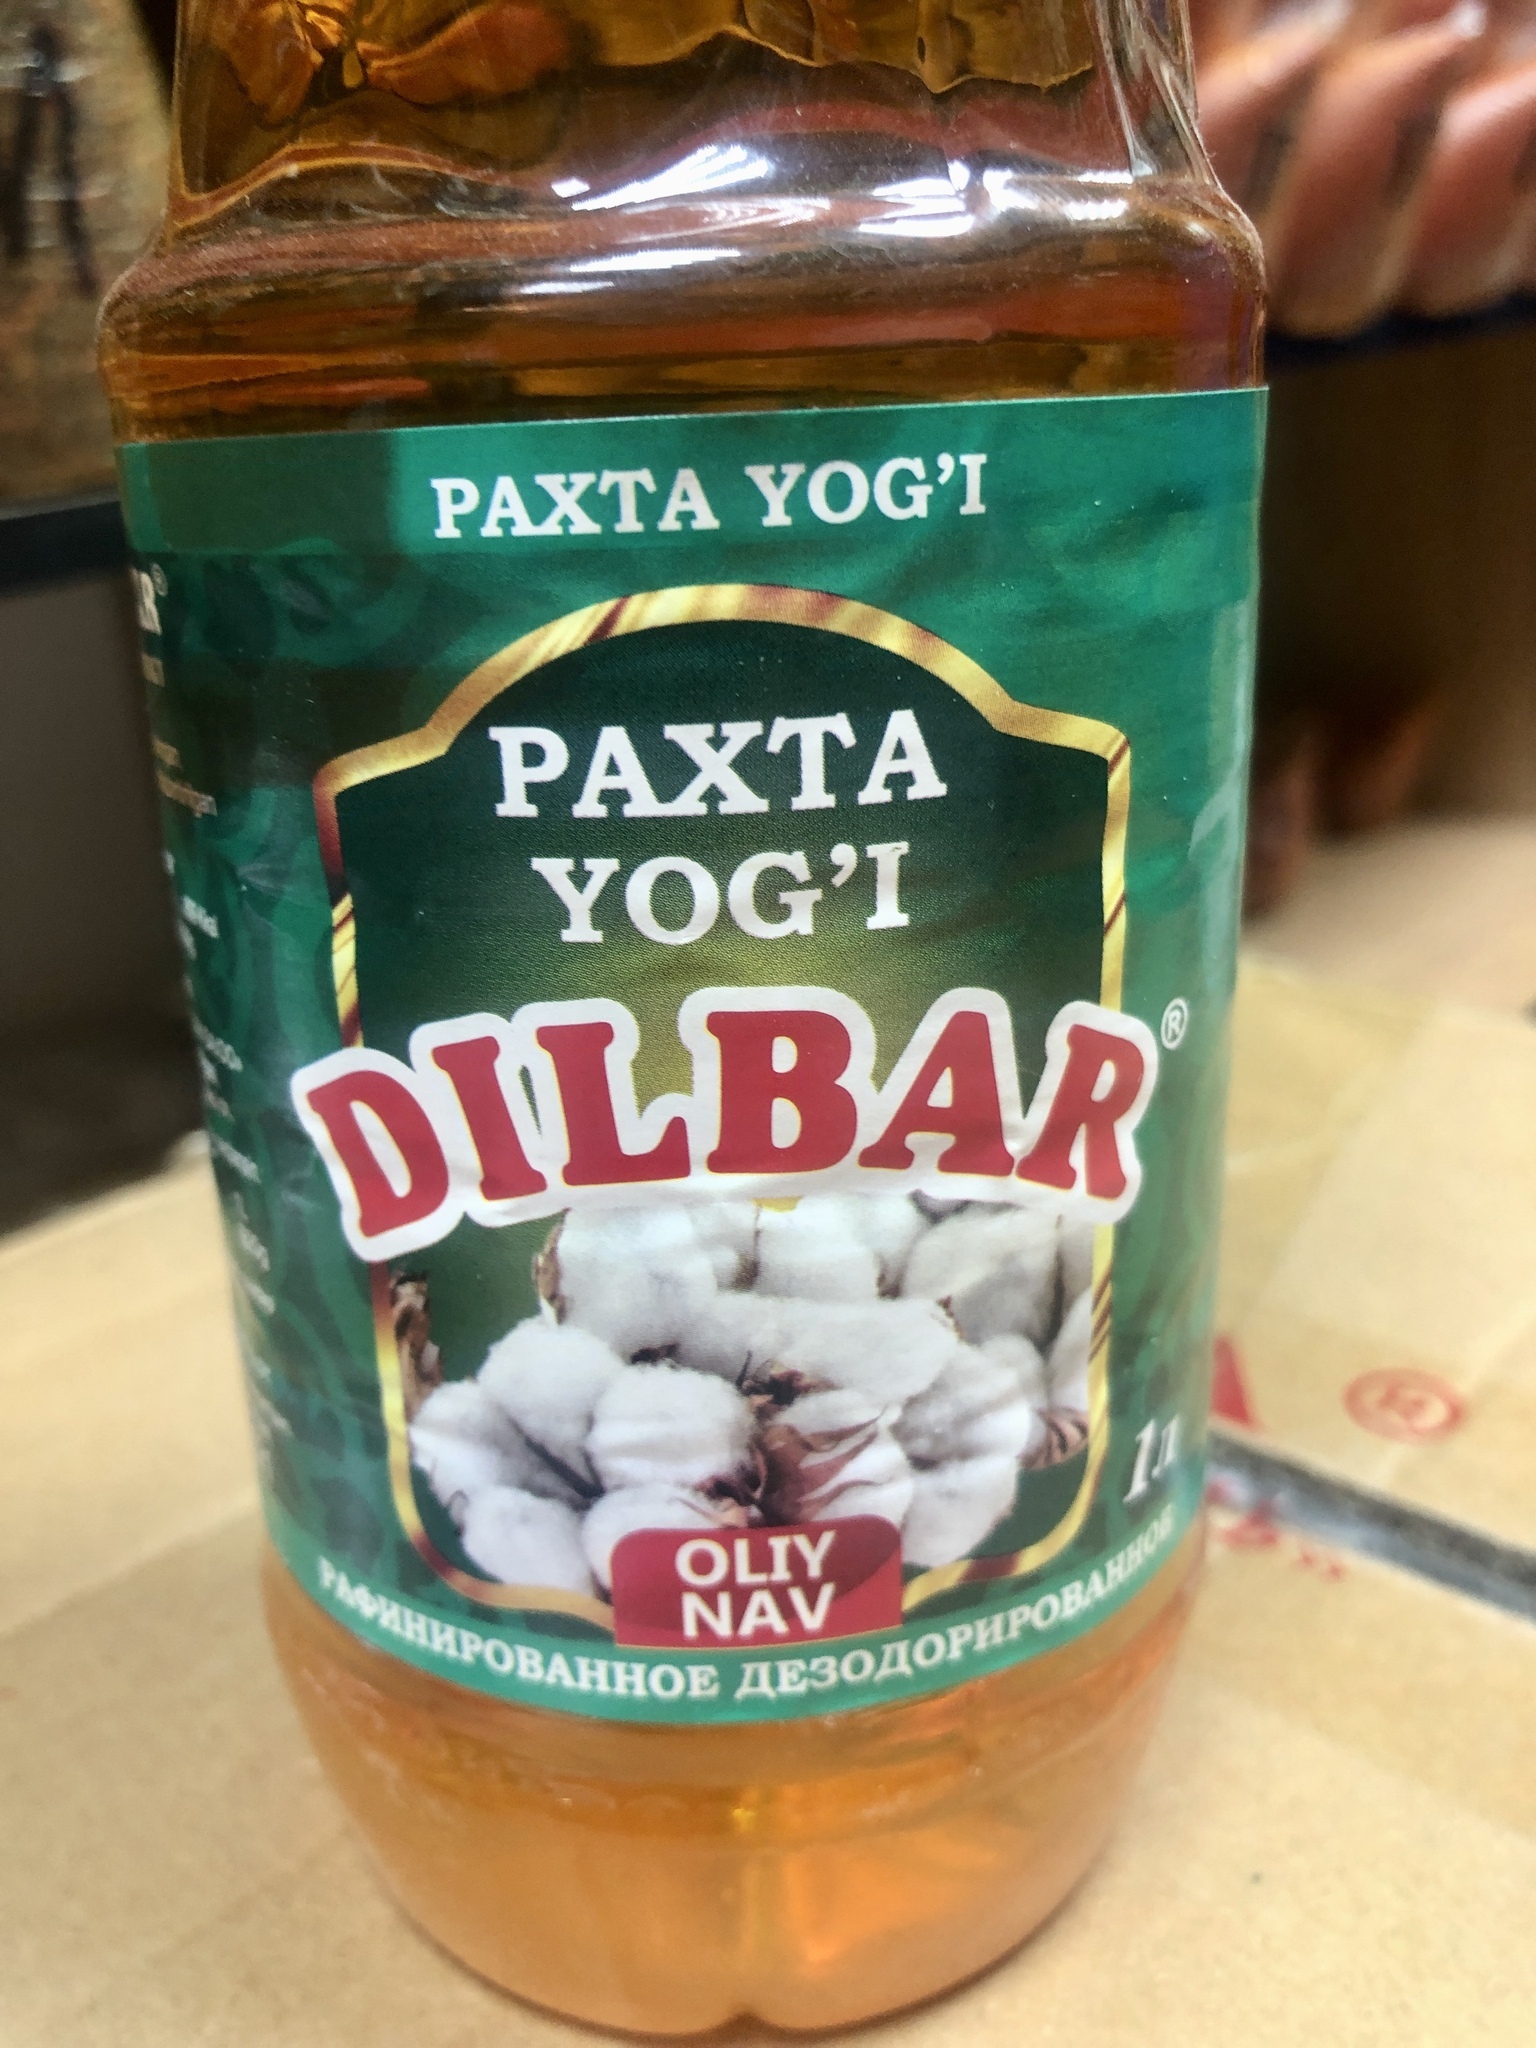 PAXTA YOG'I
PAXTA
YOG'I
DILBAR®
1л
OLIY
NAV
РАФИНИРОВАННОЕ ДЕЗОДОРИРОВАННОЕ